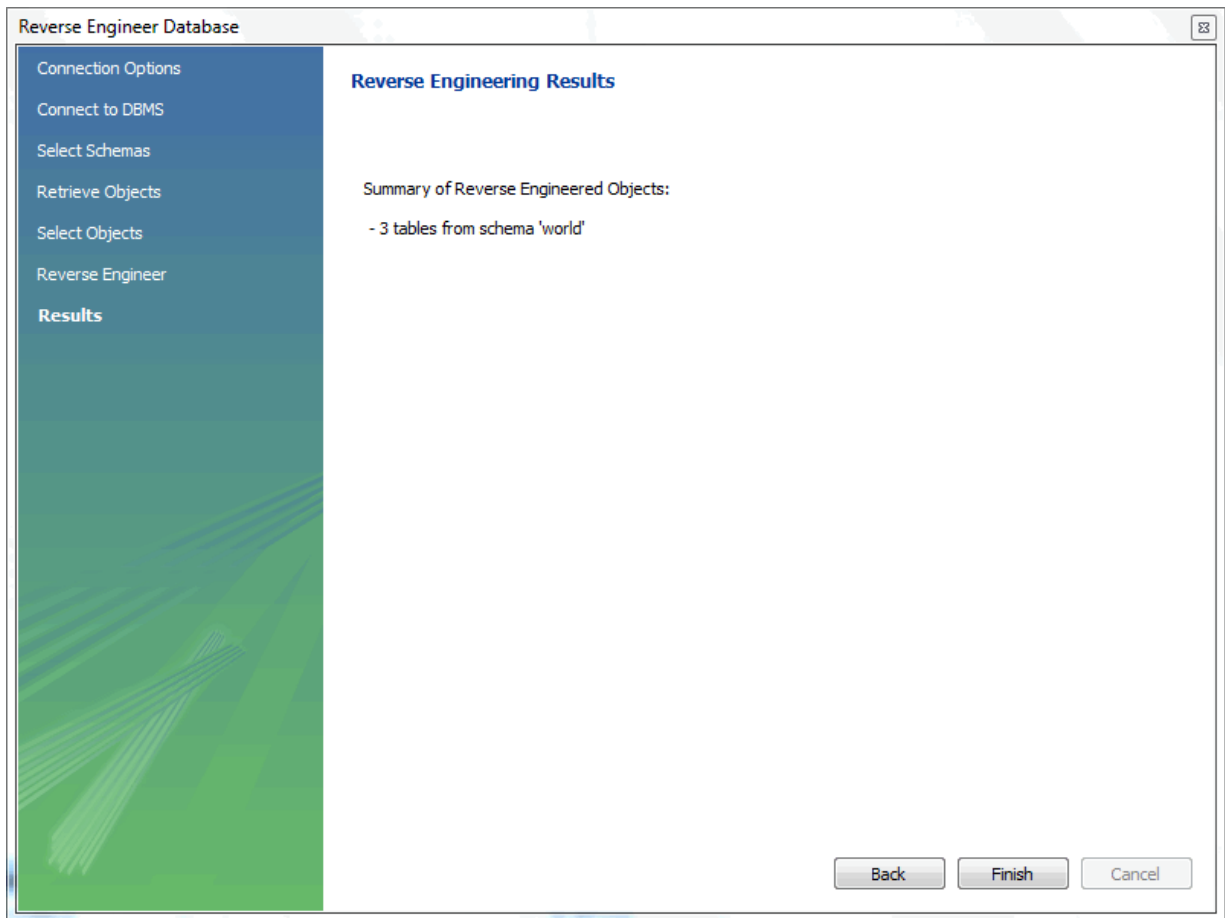 Reverse Engineer Database
Connection Options
Connect to DBMS
Select Schemas
Retrieve Objects
Select Objects
Reverse Engineer
Results
Reverse Engineering Results
Summary of Reverse Engineered Objects:
- 3 tables from schema 'world'
Back Finish Cancel